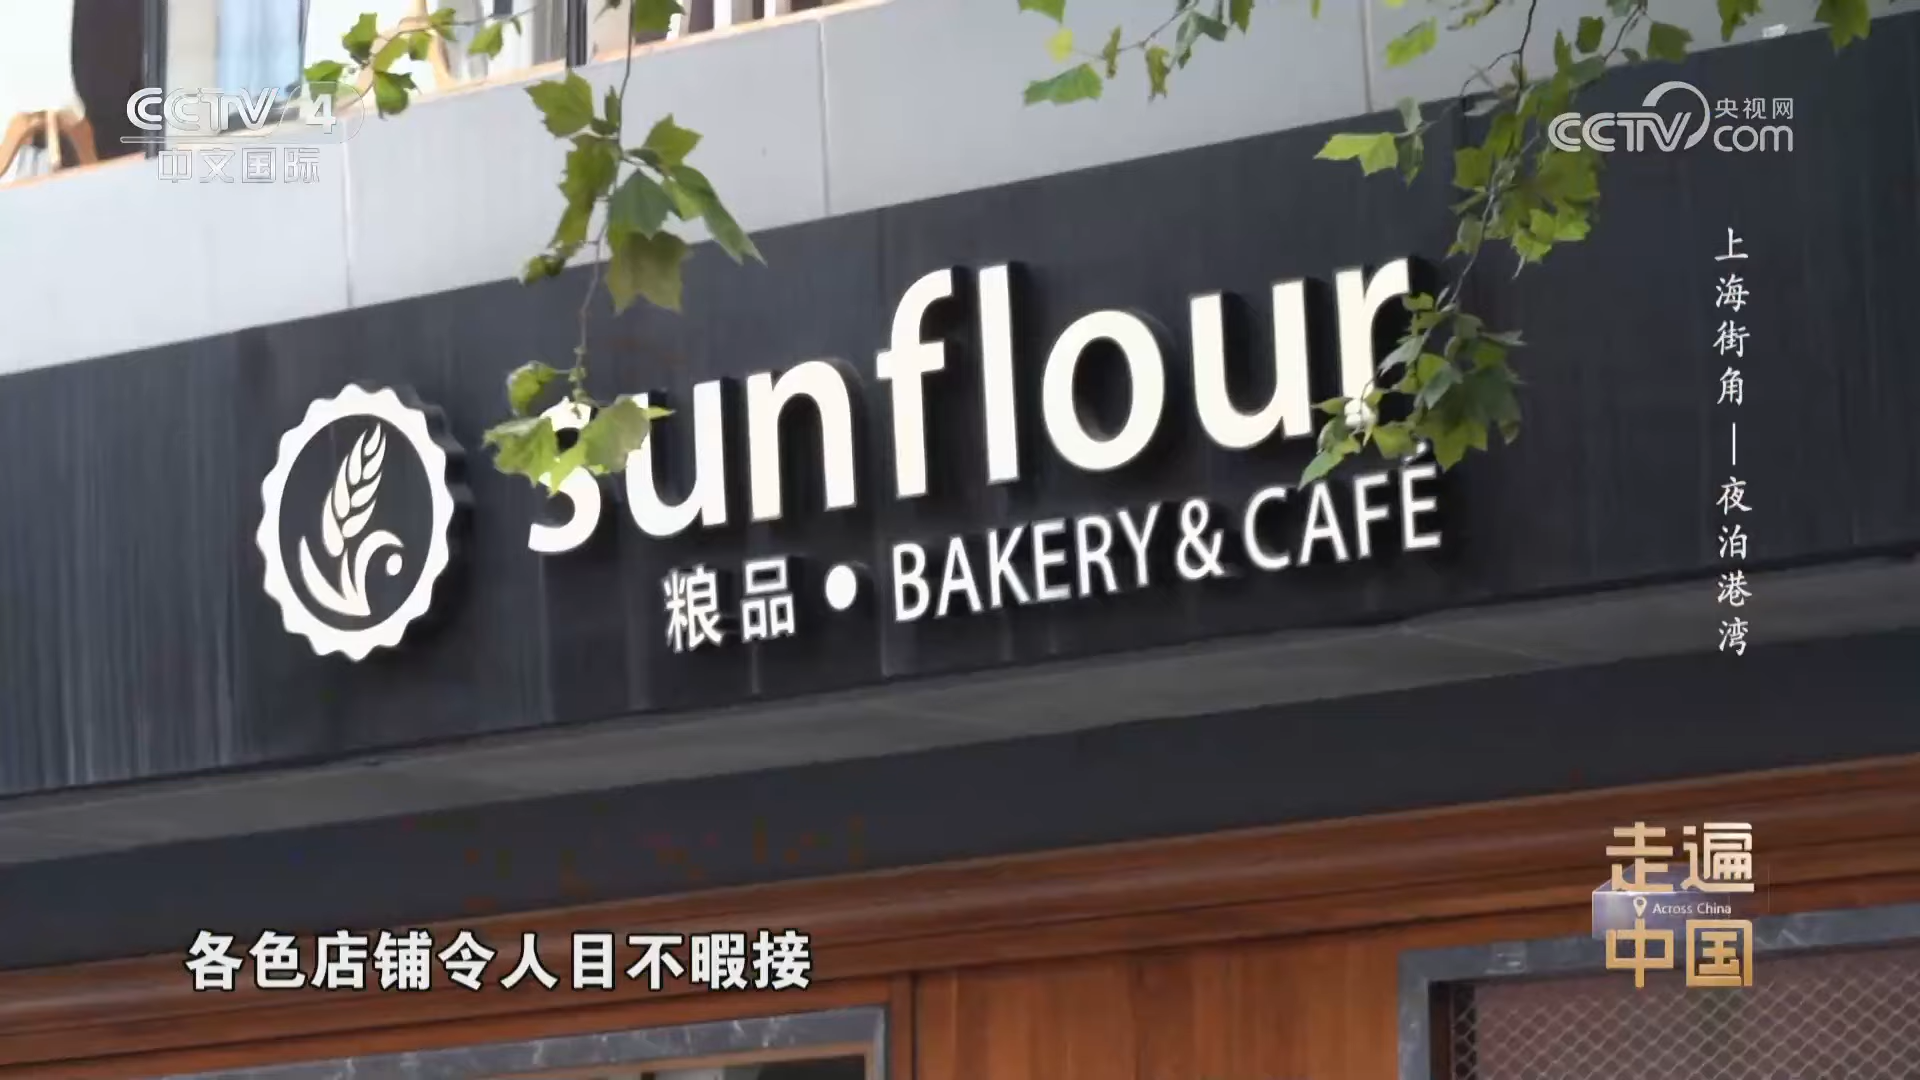 CCTV 4
中文国际
CCTV 央视网
com
上海街角—夜泊港湾
sunflour
粮品•BAKERY&CAFÉ
走遍
Across China
中国
各色店铺令人目不暇接